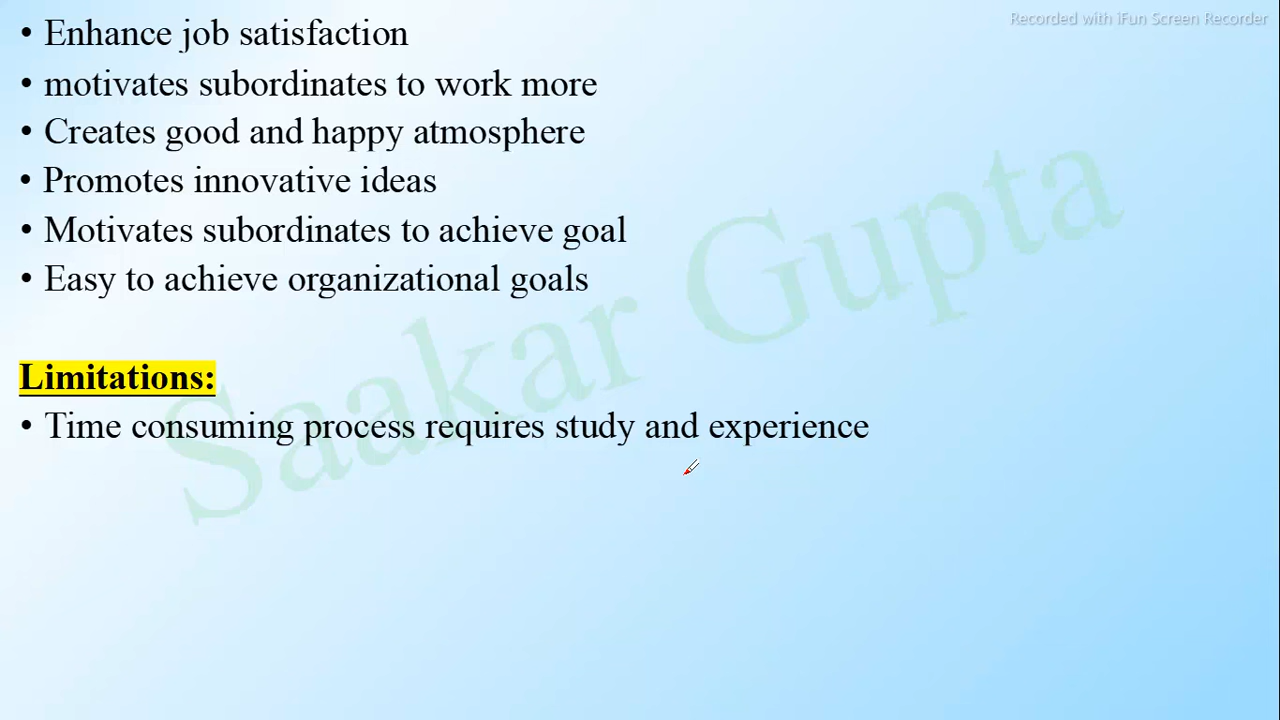 Recorded with iFun Screen Recorder
• Enhance job satisfaction
• motivates subordinates to work more
• Creates good and happy atmosphere
• Promotes innovative ideas
• Motivates subordinates to achieve goal
• Easy to achieve organizational goals
Saakar Gupta
Limitations:
• Time consuming process requires study and experience